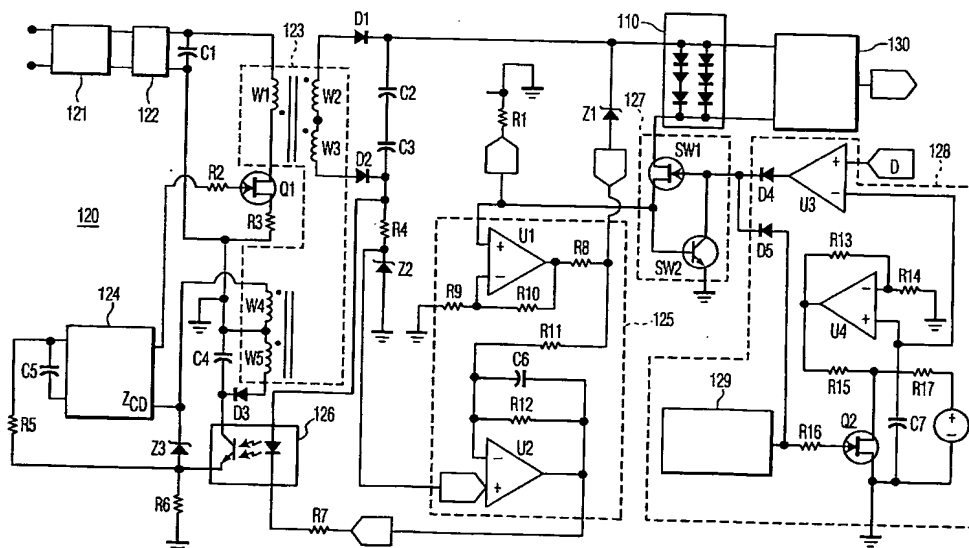 D1
110
123
130
C1
121
122
W1
W2
W3
C2
C3
R1
Z1
127
SW1
D2
R2
Q1
R3
120
R4
Z2
U1
R8
SW2
D4
U3
D
128
D5
R13
R14
U4
R9
R10
125
R11
124
W4
W5
C4
C5
ZCD
D3
R5
C6
R12
129
R15
R17
R16
Q2
C7
Z3
126
U2
R6
R7